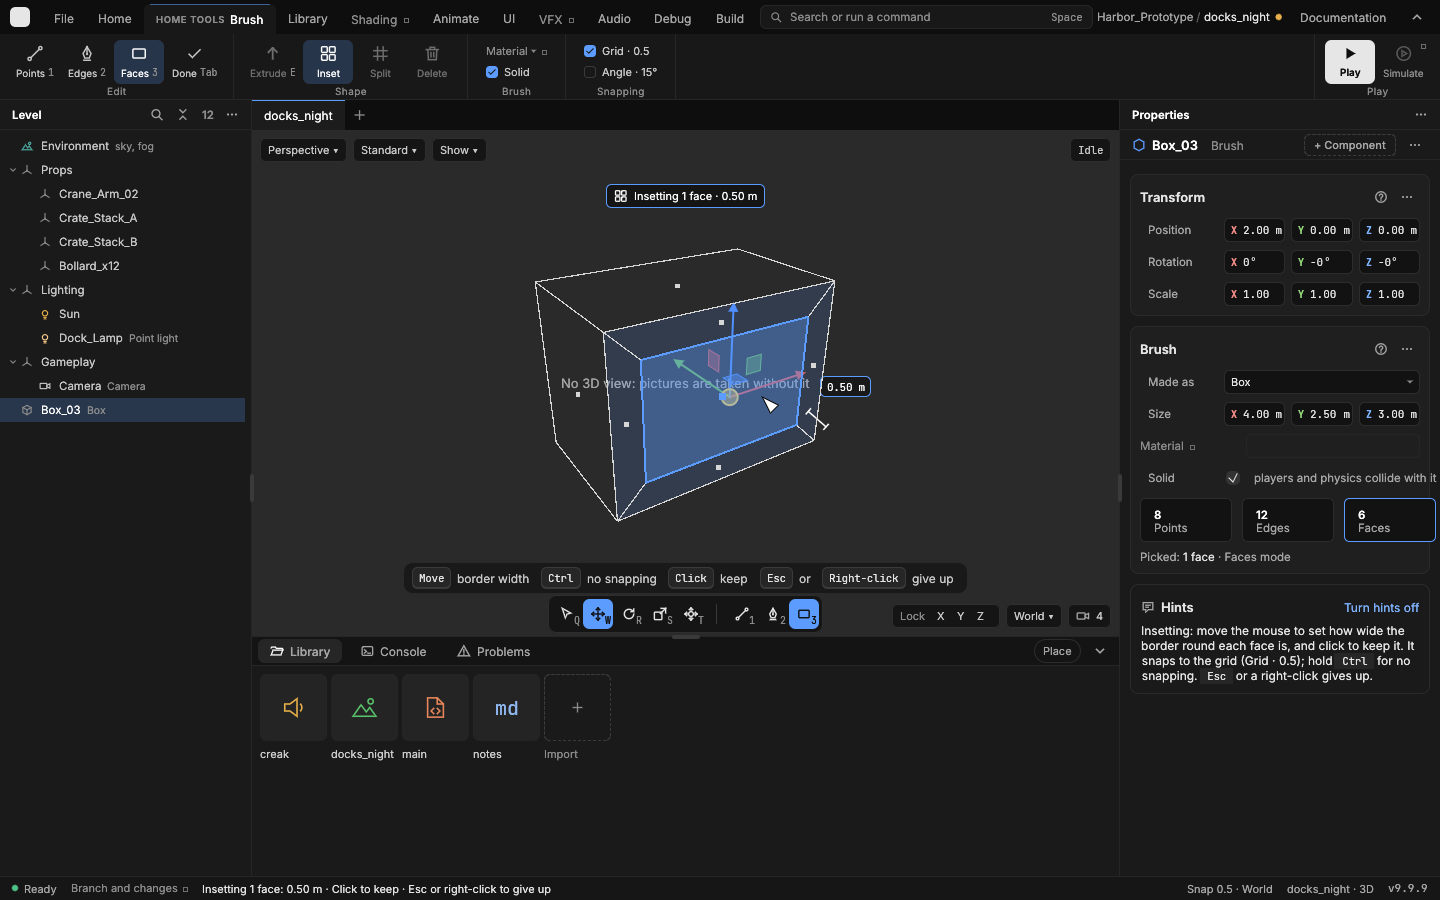 File Home HOME TOOLS Brush Library Shading Animate UI VFX Audio Debug Build Search or run a command Space Harbor_Prototype / docks_night Documentation
Points 1 Edges 2 Faces 3 Done Tab
Edit
Extrude E Inset Split Delete
Shape
Material
Solid
Brush
Grid · 0.5
Angle · 15°
Snapping
Play Simulate
Play
Level 12
Environment sky, fog
Props
Crane_Arm_02
Crate_Stack_A
Crate_Stack_B
Bollard_x12
Lighting
Sun
Dock_Lamp Point light
Gameplay
Camera Camera
Box_03 Box
docks_night
Perspective Standard Show Idle
Insetting 1 face · 0.50 m
No 3D view: pictures are taken without it
0.50 m
Move border width Ctrl no snapping Click keep Esc or Right-click give up
Q W R S T 1 2 3
Lock X Y Z World 4
Library Console Problems Place
md
creak docks_night main notes Import
Properties
Box_03 Brush + Component
Transform
Position X 2.00 m Y 0.00 m Z 0.00 m
Rotation X 0° Y -0° Z -0°
Scale X 1.00 Y 1.00 Z 1.00
Brush
Made as Box
Size X 4.00 m Y 2.50 m Z 3.00 m
Material
Solid players and physics collide with it
8 12 6
Points Edges Faces
Picked: 1 face · Faces mode
Hints Turn hints off
Insetting: move the mouse to set how wide the
border round each face is, and click to keep it. It
snaps to the grid (Grid · 0.5); hold Ctrl for no
snapping. Esc or a right-click gives up.
Ready Branch and changes Insetting 1 face: 0.50 m · Click to keep · Esc or right-click to give up Snap 0.5 · World docks_night · 3D v9.9.9